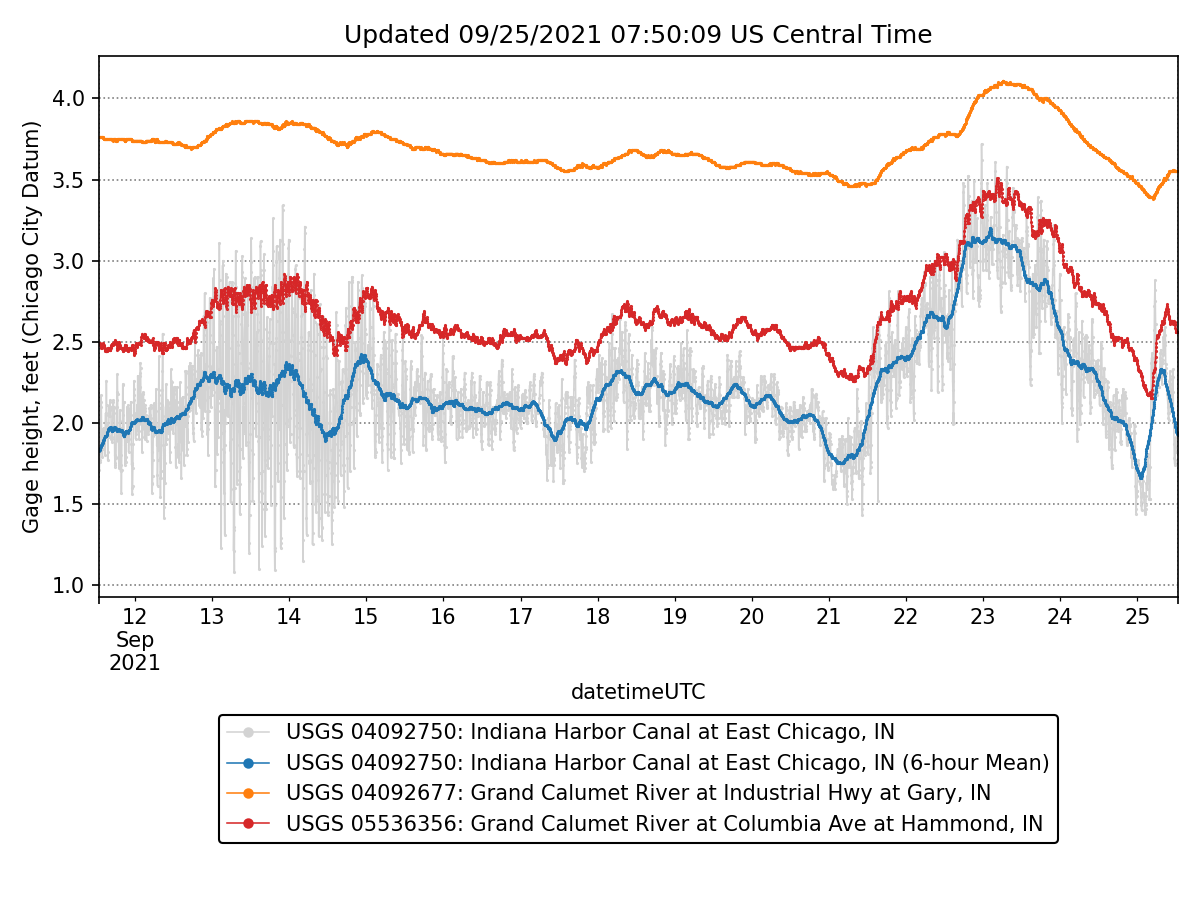 Updated 09/25/2021 07:50:09 US Central Time
Gage height, feet (Chicago City Datum)
4.0
3.5
3.0
2.5
2.0
1.5
1.0
12 13 14 15 16 17 18 19 20 21 22 23 24 25
Sep
2021
datetimeUTC
USGS 04092750: Indiana Harbor Canal at East Chicago, IN
USGS 04092750: Indiana Harbor Canal at East Chicago, IN (6-hour Mean)
USGS 04092677: Grand Calumet River at Industrial Hwy at Gary, IN
USGS 05536356: Grand Calumet River at Columbia Ave at Hammond, IN